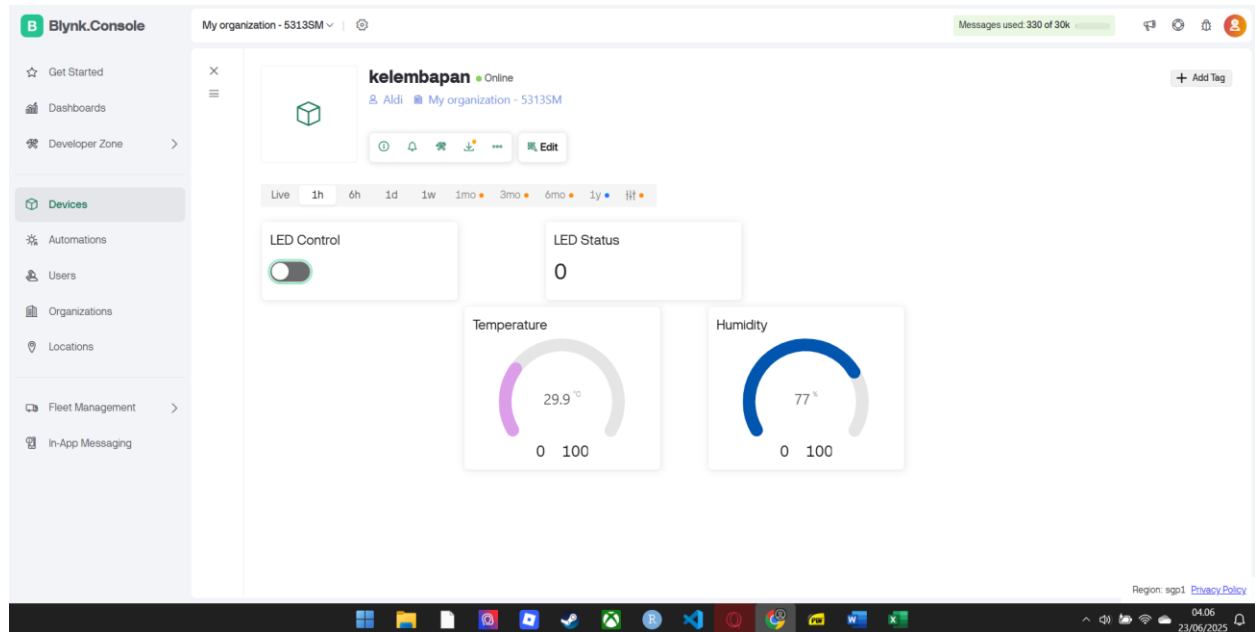 B Blynk.Console
My organization - 5313SM
Messages used: 330 of 30k
Get Started
Dashboards
Developer Zone
Devices
Automations
Users
Organizations
Locations
Fleet Management
In-App Messaging
kelembapan Online
Aldi My organization - 5313SM
+ Add Tag
Edit
Live 1h 6h 1d 1w 1mo 3mo 6mo 1y
LED Control
LED Status
0
Temperature
29.9 °C
0 100
Humidity
77 %
0 100
Region: sgp1 Privacy Policy
R PW W X
04.06
23/06/2025